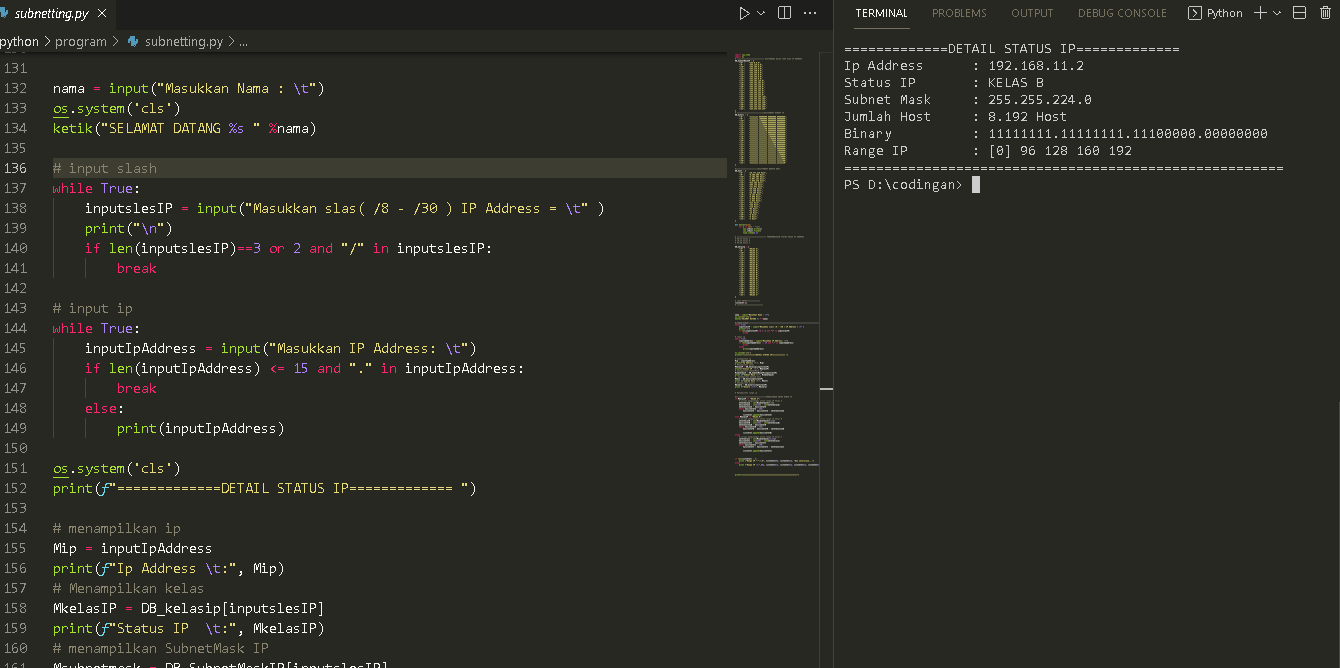 subnetting.py
python > program > subnetting.py > ...
131
132 nama = input("Masukkan Nama : \t")
133 os.system('cls')
134 ketik("SELAMAT DATANG %s " %nama)
135
136 # input slash
137 while True:
138 inputslesIP = input("Masukkan slas( /8 - /30 ) IP Address = \t" )
139 print("\n")
140 if len(inputslesIP)==3 or 2 and "/" in inputslesIP:
141 break
142
143 # input ip
144 while True:
145 inputIpAddress = input("Masukkan IP Address: \t")
146 if len(inputIpAddress) <= 15 and "." in inputIpAddress:
147 break
148 else:
149 print(inputIpAddress)
150
151 os.system('cls')
152 print(f"=============DETAIL STATUS IP============= ")
153
154 # menampilkan ip
155 Mip = inputIpAddress
156 print(f"Ip Address \t:", Mip)
157 # Menampilkan kelas
158 MkelasIP = DB_kelasip[inputslesIP]
159 print(f"Status IP  \t:", MkelasIP)
160 # menampilkan SubnetMask IP
161 Msubnetmask = DB_SubnetMaskIP[inputslesIP]
TERMINAL PROBLEMS OUTPUT DEBUG CONSOLE Python
=============DETAIL STATUS IP=============
Ip Address : 192.168.11.2
Status IP : KELAS B
Subnet Mask : 255.255.224.0
Jumlah Host : 8.192 Host
Binary : 11111111.11111111.11100000.00000000
Range IP : [0] 96 128 160 192
=======================================================
PS D:\codingan>